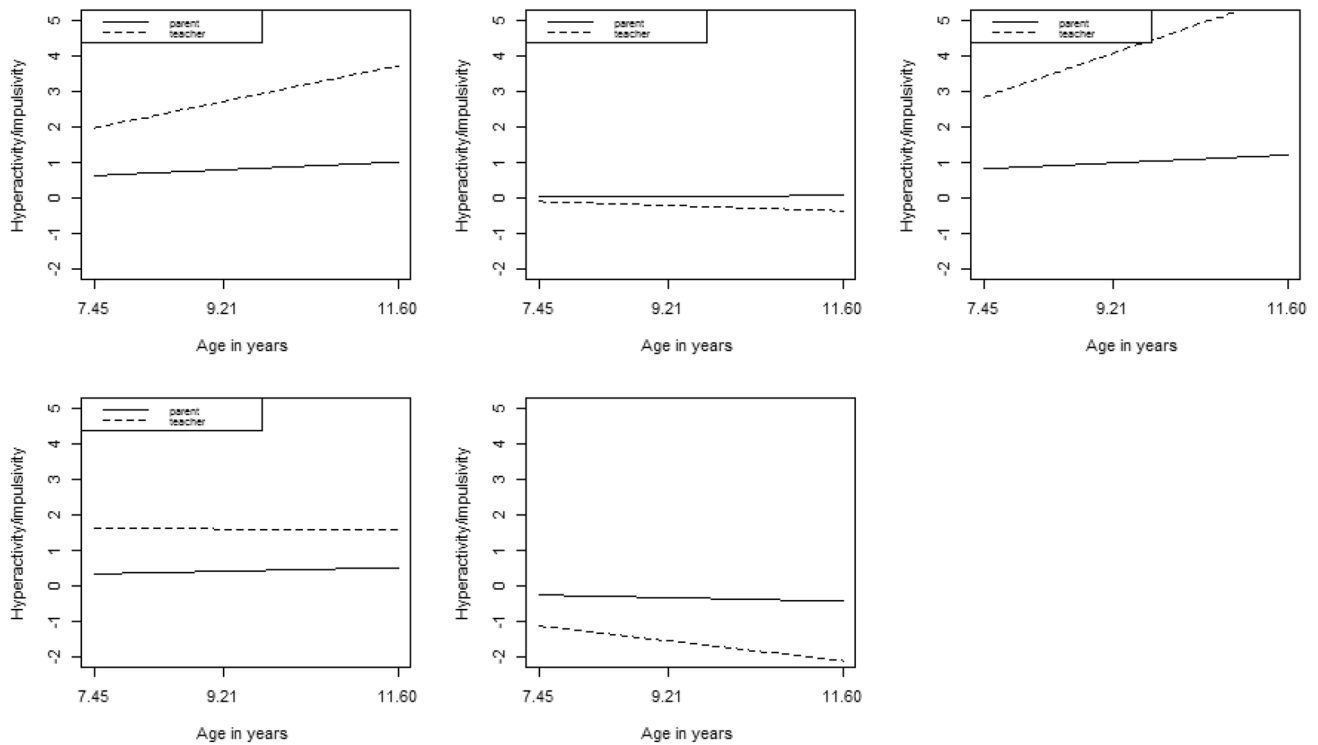 parent
teacher
Hyperactivity/impulsivity
5
4
3
2
1
0
-1
-2
7.45 9.21 11.60
Age in years
parent
teacher
Hyperactivity/impulsivity
5
4
3
2
1
0
-1
-2
7.45 9.21 11.60
Age in years
parent
teacher
Hyperactivity/impulsivity
5
4
3
2
1
0
-1
-2
7.45 9.21 11.60
Age in years
parent
teacher
Hyperactivity/impulsivity
5
4
3
2
1
0
-1
-2
7.45 9.21 11.60
Age in years
Hyperactivity/impulsivity
5
4
3
2
1
0
-1
-2
7.45 9.21 11.60
Age in years